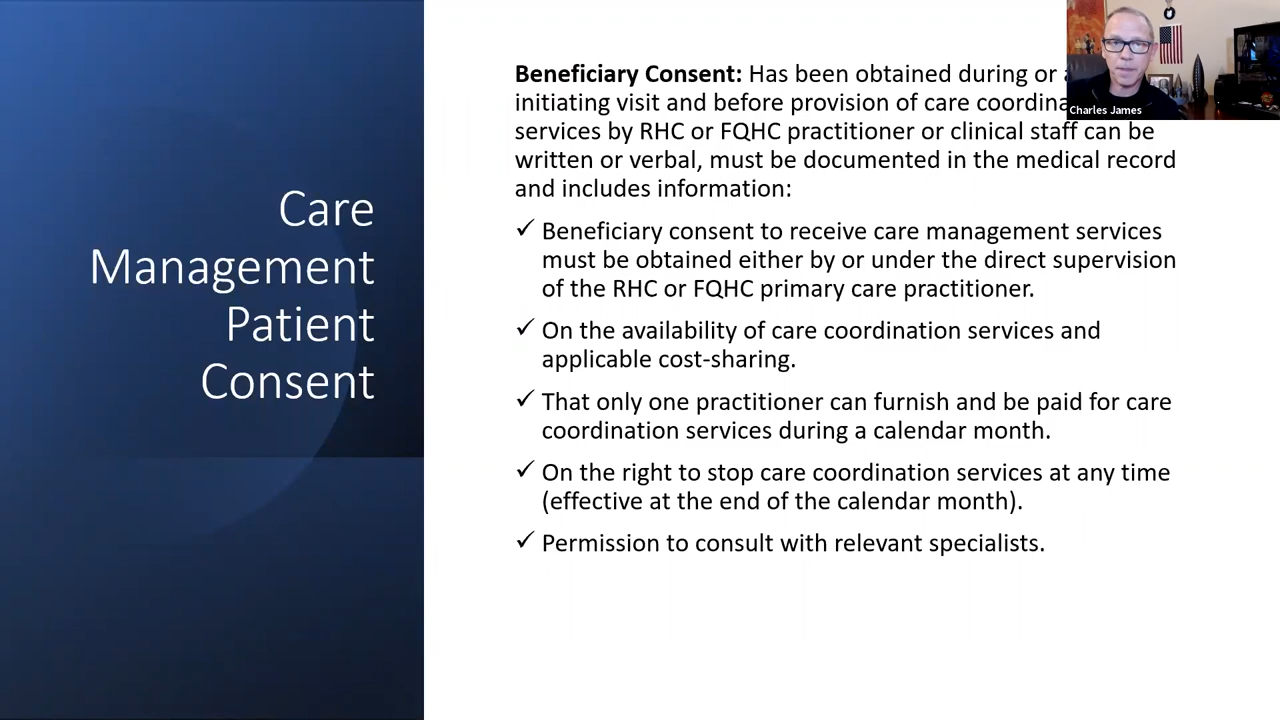 Care
Management
Patient
Consent
Beneficiary Consent: Has been obtained during or
initiating visit and before provision of care
services by RHC or FQHC practitioner or clinical staff can be
written or verbal, must be documented in the medical record
and includes information:
✓ Beneficiary consent to receive care management services
must be obtained either by or under the direct supervision
of the RHC or FQHC primary care practitioner.
✓ On the availability of care coordination services and
applicable cost-sharing.
✓ That only one practitioner can furnish and be paid for care
coordination services during a calendar month.
✓ On the right to stop care coordination services at any time
(effective at the end of the calendar month).
✓ Permission to consult with relevant specialists.
Charles James